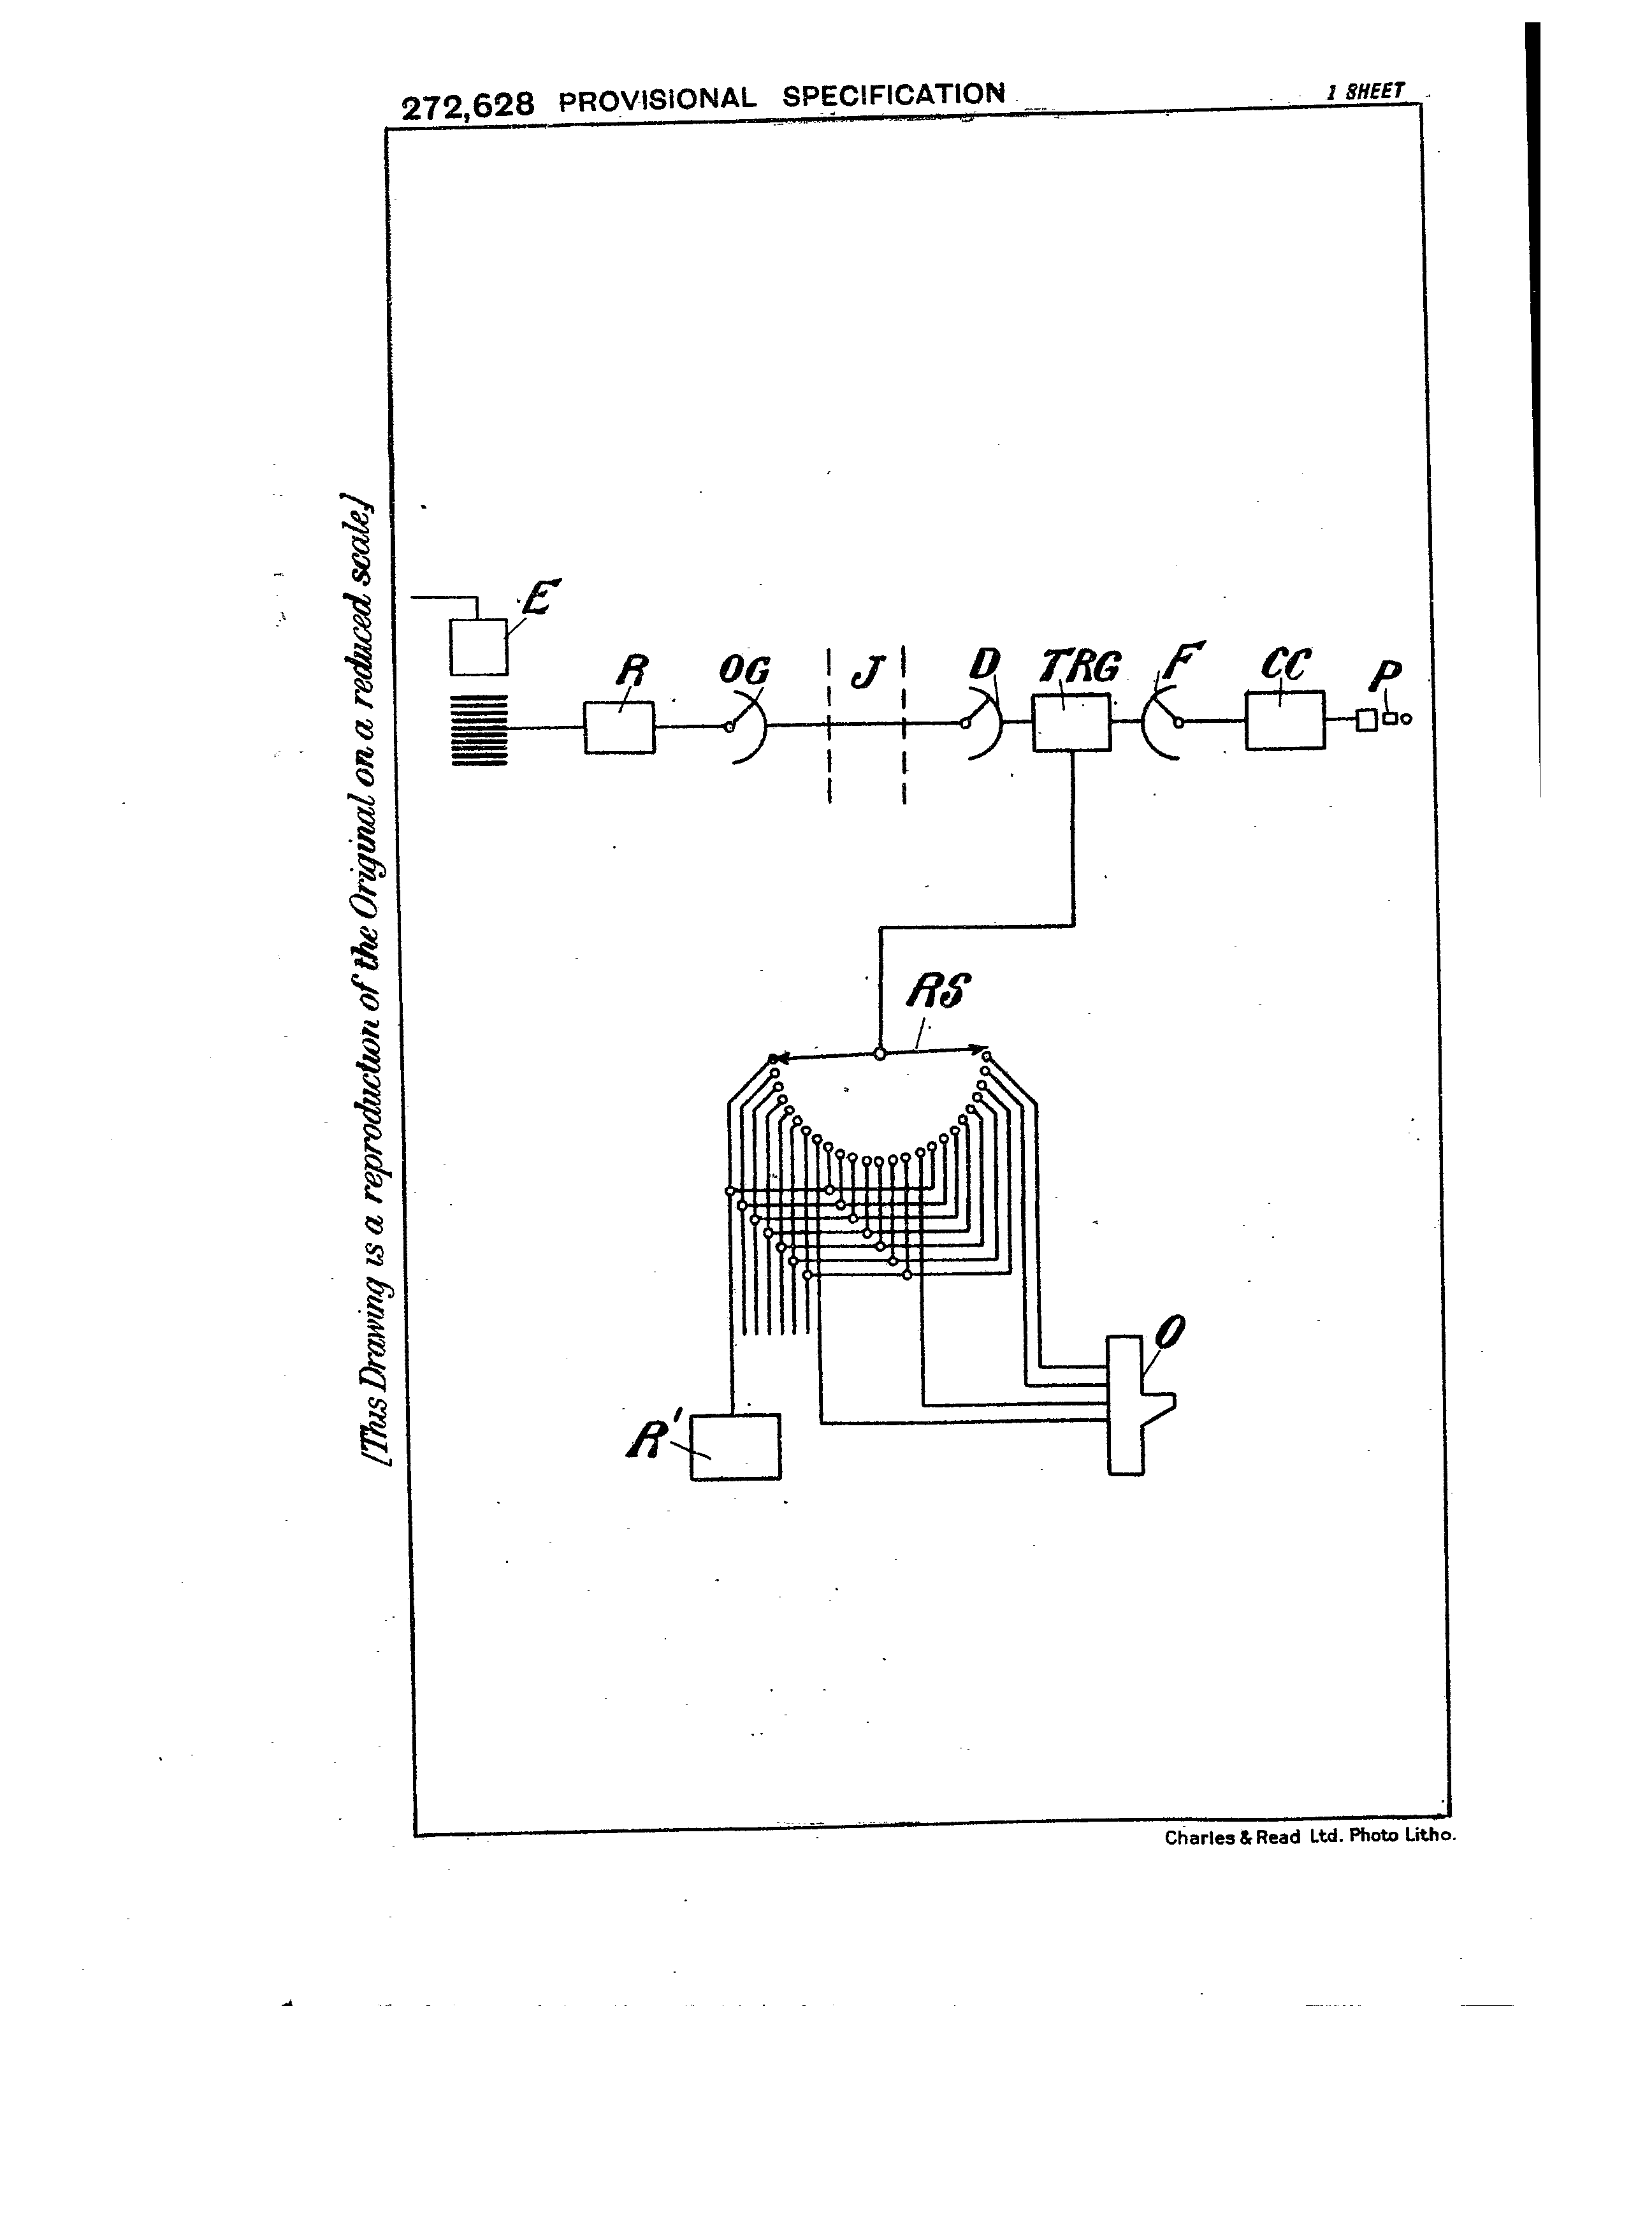 272,628 PROVISIONAL SPECIFICATION
1 SHEET
[This Drawing is a reproduction of the Original on a reduced scale.]
E
R
OG
J
D
TRG
F
CC
P
RS
O
R'
Charles & Read Ltd. Photo Litho.